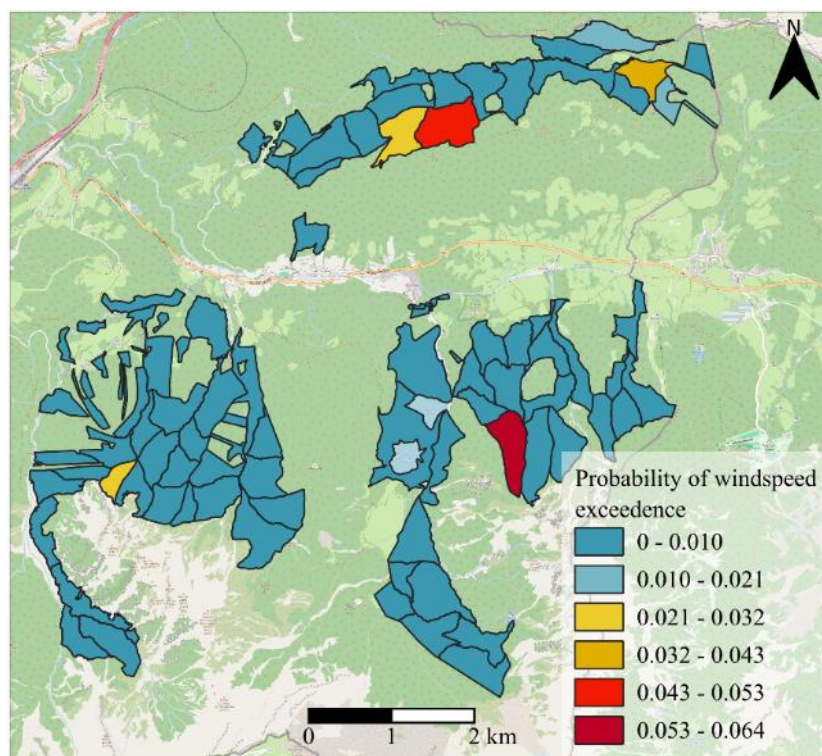 N
Probability of windspeed
exceedence
0 - 0.010
0.010 - 0.021
0.021 - 0.032
0.032 - 0.043
0.043 - 0.053
0.053 - 0.064
0 1 2 km